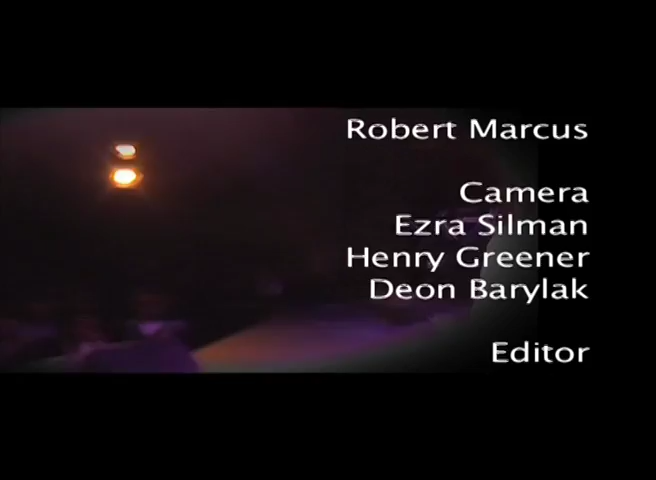 Robert Marcus
Camera
Ezra Silman
Henry Greener
Deon Barylak
Editor